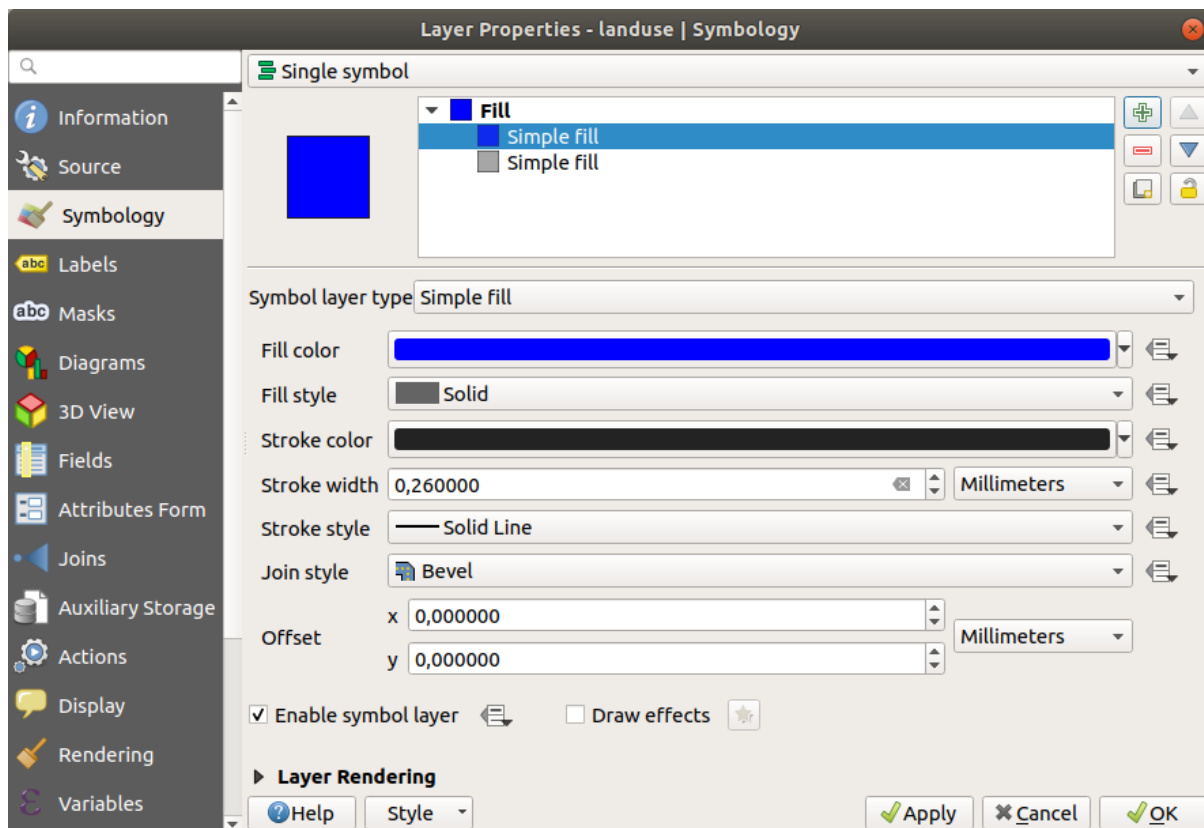 Layer Properties - landuse | Symbology
Single symbol
Information
Source
Symbology
abc Labels
abc Masks
Diagrams
3D View
Fields
Attributes Form
Joins
Auxiliary Storage
Actions
Display
Rendering
Variables
Fill
Simple fill
Simple fill
Symbol layer type Simple fill
Fill color
Fill style Solid
Stroke color
Stroke width 0,260000 Millimeters
Stroke style Solid Line
Join style Bevel
Offset x 0,000000 Millimeters
y 0,000000
Enable symbol layer Draw effects
Layer Rendering
Help Style Apply Cancel OK